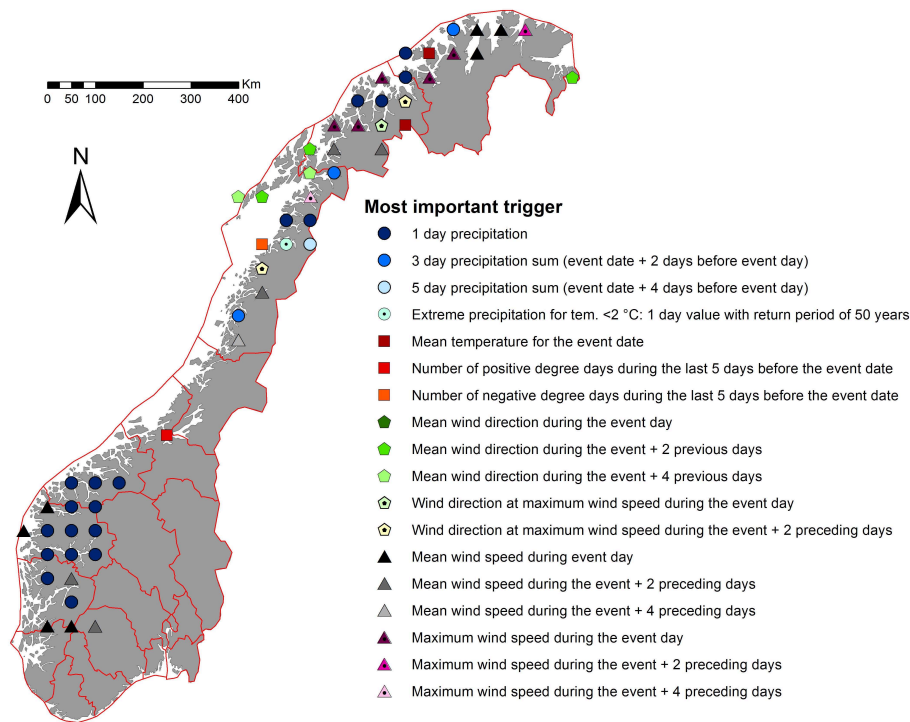 Km
0 50 100 200 300 400
N
Most important trigger
1 day precipitation
3 day precipitation sum (event date + 2 days before event day)
5 day precipitation sum (event date + 4 days before event day)
Extreme precipitation for tem. <2 °C: 1 day value with return period of 50 years
Mean temperature for the event date
Number of positive degree days during the last 5 days before the event date
Number of negative degree days during the last 5 days before the event date
Mean wind direction during the event day
Mean wind direction during the event + 2 previous days
Mean wind direction during the event + 4 previous days
Wind direction at maximum wind speed during the event day
Wind direction at maximum wind speed during the event + 2 preceding days
Mean wind speed during event day
Mean wind speed during the event + 2 preceding days
Mean wind speed during the event + 4 preceding days
Maximum wind speed during the event day
Maximum wind speed during the event + 2 preceding days
Maximum wind speed during the event + 4 preceding days